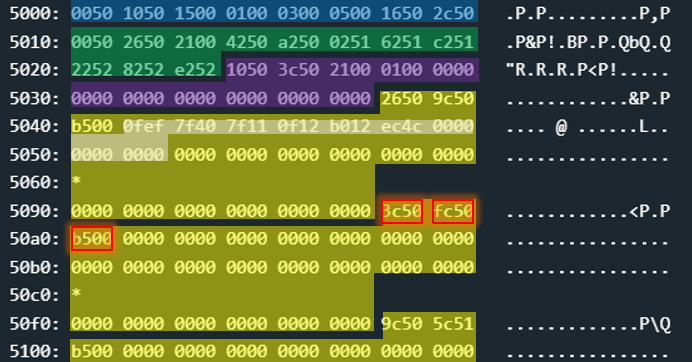 5000: 0050 1050 1500 0100 0300 0500 1650 2c50 .P.P.........P,P
5010: 0050 2650 2100 4250 a250 0251 6251 c251 .P&P!.BP.P.QbQ.Q
5020: 2252 8252 e252 1050 3c50 2100 0100 0000 "R.R.R.P<P!.....
5030: 0000 0000 0000 0000 0000 0000 2650 9c50 ............&P.P
5040: b500 0fef 7f40 7f11 0f12 b012 ec4c 0000 .... @ ......L..
5050: 0000 0000 0000 0000 0000 0000 0000 0000 ................
5060: *
5090: 0000 0000 0000 0000 0000 0000 3c50 fc50 ............<P.P
50a0: b500 0000 0000 0000 0000 0000 0000 0000 ................
50b0: 0000 0000 0000 0000 0000 0000 0000 0000 ................
50c0: *
50f0: 0000 0000 0000 0000 0000 0000 9c50 5c51 .............P\Q
5100: b500 0000 0000 0000 0000 0000 0000 0000 ................